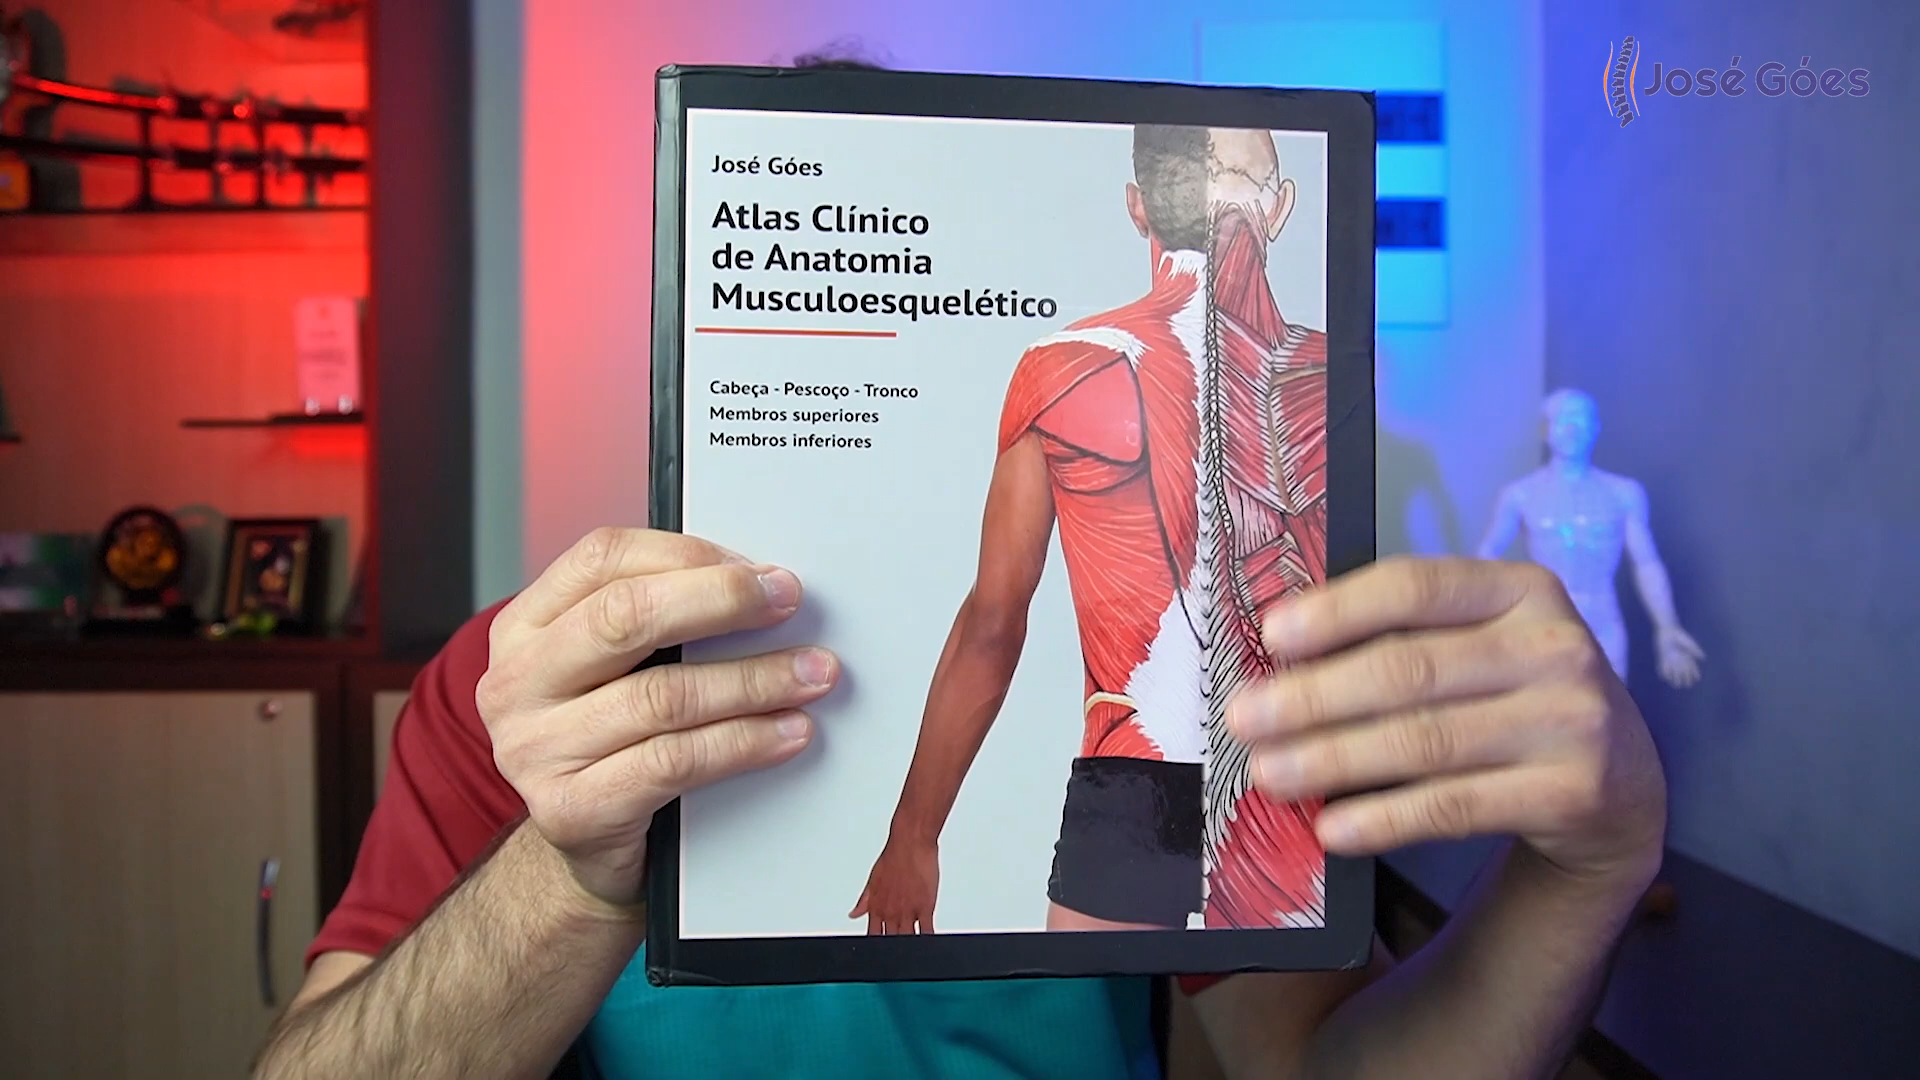 José Góes
José Góes
Atlas Clínico
de Anatomia
Musculoesquelético
Cabeça - Pescoço - Tronco
Membros superiores
Membros inferiores